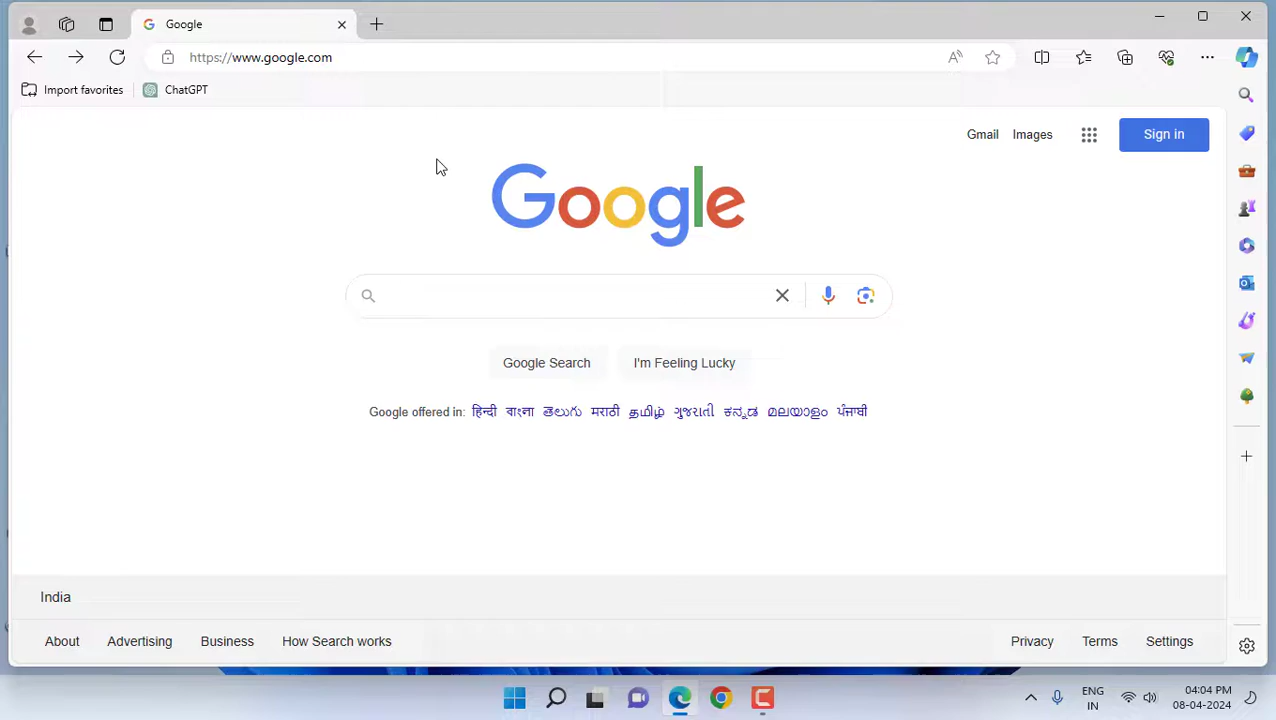 Google
https://www.google.com
Import favorites ChatGPT
Gmail Images Sign in
Google
Google Search I'm Feeling Lucky
Google offered in: हिन्दी বাংলা తెలుగు मराठी தமிழ் ગુજરાતી ಕನ್ನಡ മലയാളം ਪੰਜਾਬੀ
India
About Advertising Business How Search works Privacy Terms Settings
ENG
IN
04:04 PM
08-04-2024